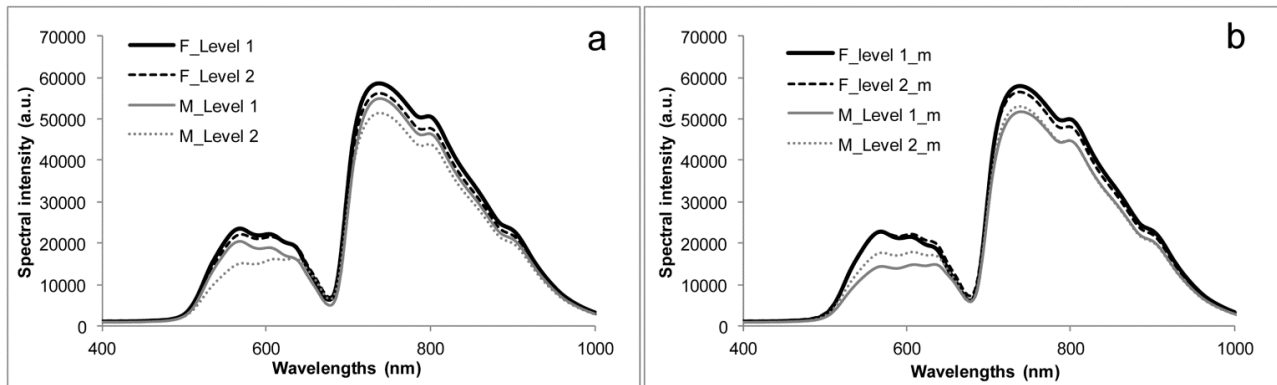 a
F_Level 1
F_Level 2
M_Level 1
M_Level 2
Spectral intensity (a.u.)
70000
60000
50000
40000
30000
20000
10000
0
400 600 800 1000
Wavelengths (nm)
b
F_level 1_m
F_level 2_m
M_Level 1_m
M_Level 2_m
Spectral intensity (a.u.)
70000
60000
50000
40000
30000
20000
10000
0
400 600 800 1000
Wavelengths (nm)